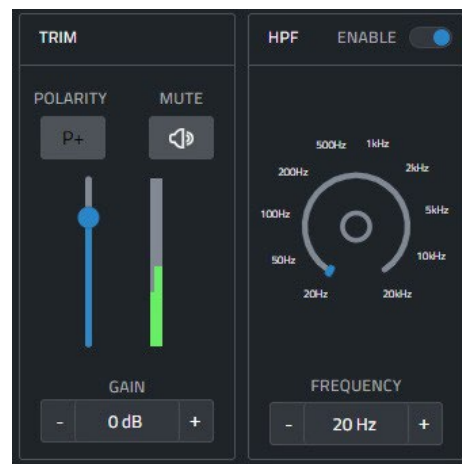 TRIM
POLARITY MUTE
P+
GAIN
- 0 dB +
HPF ENABLE
500Hz 1kHz
200Hz 2kHz
100Hz 5kHz
50Hz 10kHz
20Hz 20kHz
FREQUENCY
- 20 Hz +